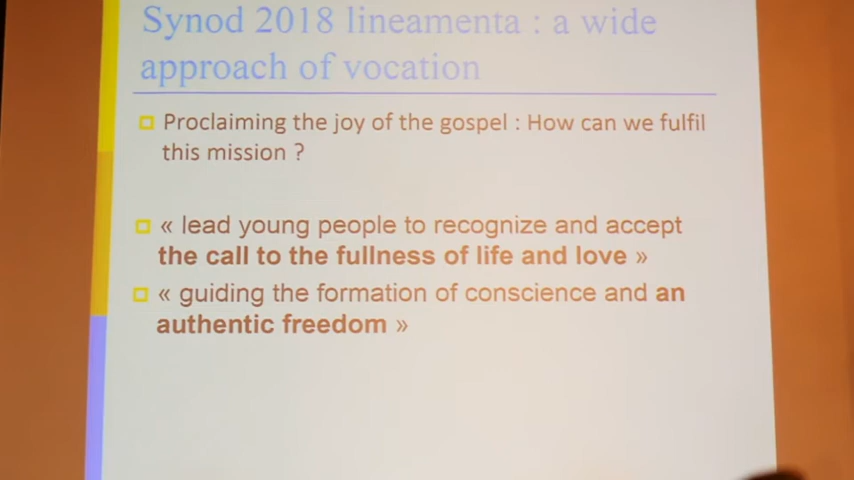 Synod 2018 lineamenta : a wide
approach of vocation
Proclaiming the joy of the gospel : How can we fulfil
this mission ?
« lead young people to recognize and accept
the call to the fullness of life and love »
« guiding the formation of conscience and an
authentic freedom »